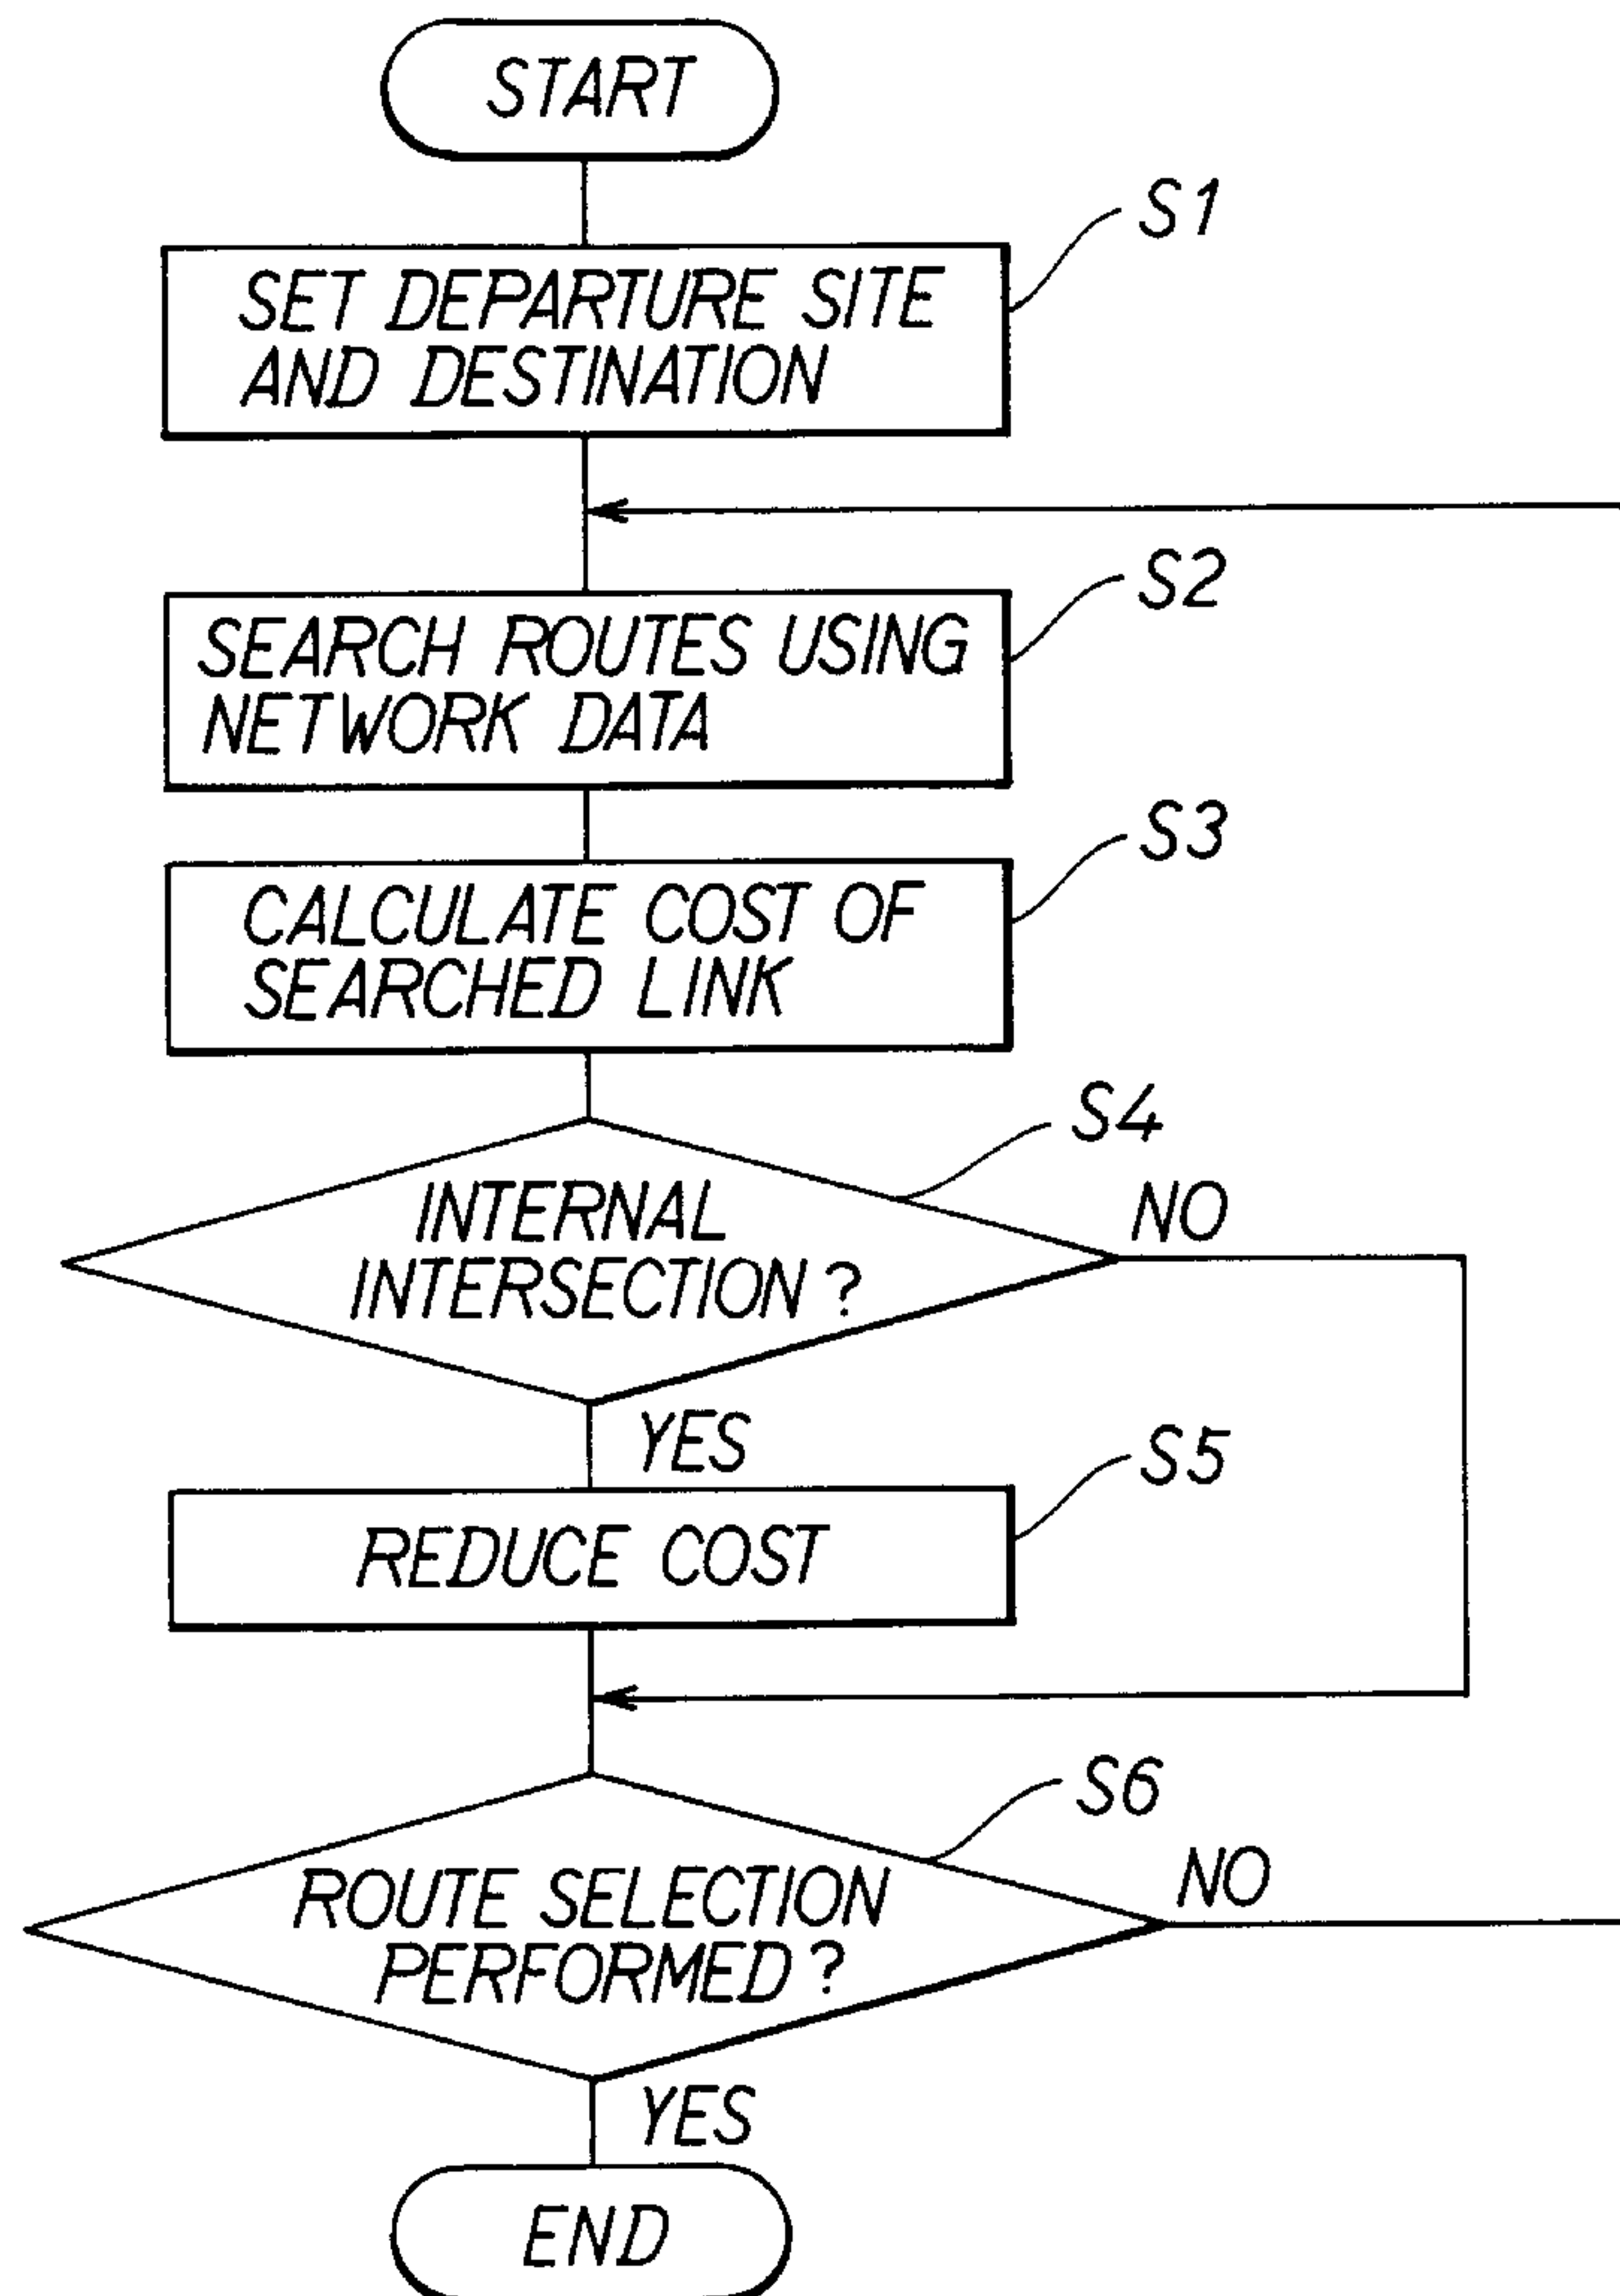 START
S1
SET DEPARTURE SITE
AND DESTINATION
S2
SEARCH ROUTES USING
NETWORK DATA
S3
CALCULATE COST OF
SEARCHED LINK
S4
INTERNAL
INTERSECTION?
NO
YES
S5
REDUCE COST
S6
ROUTE SELECTION
PERFORMED?
NO
YES
END